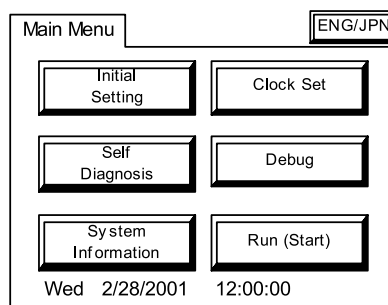 Main Menu
ENG/JPN
Initial
Setting
Clock Set
Self
Diagnosis
Debug
System
Information
Run (Start)
Wed 2/28/2001 12:00:00